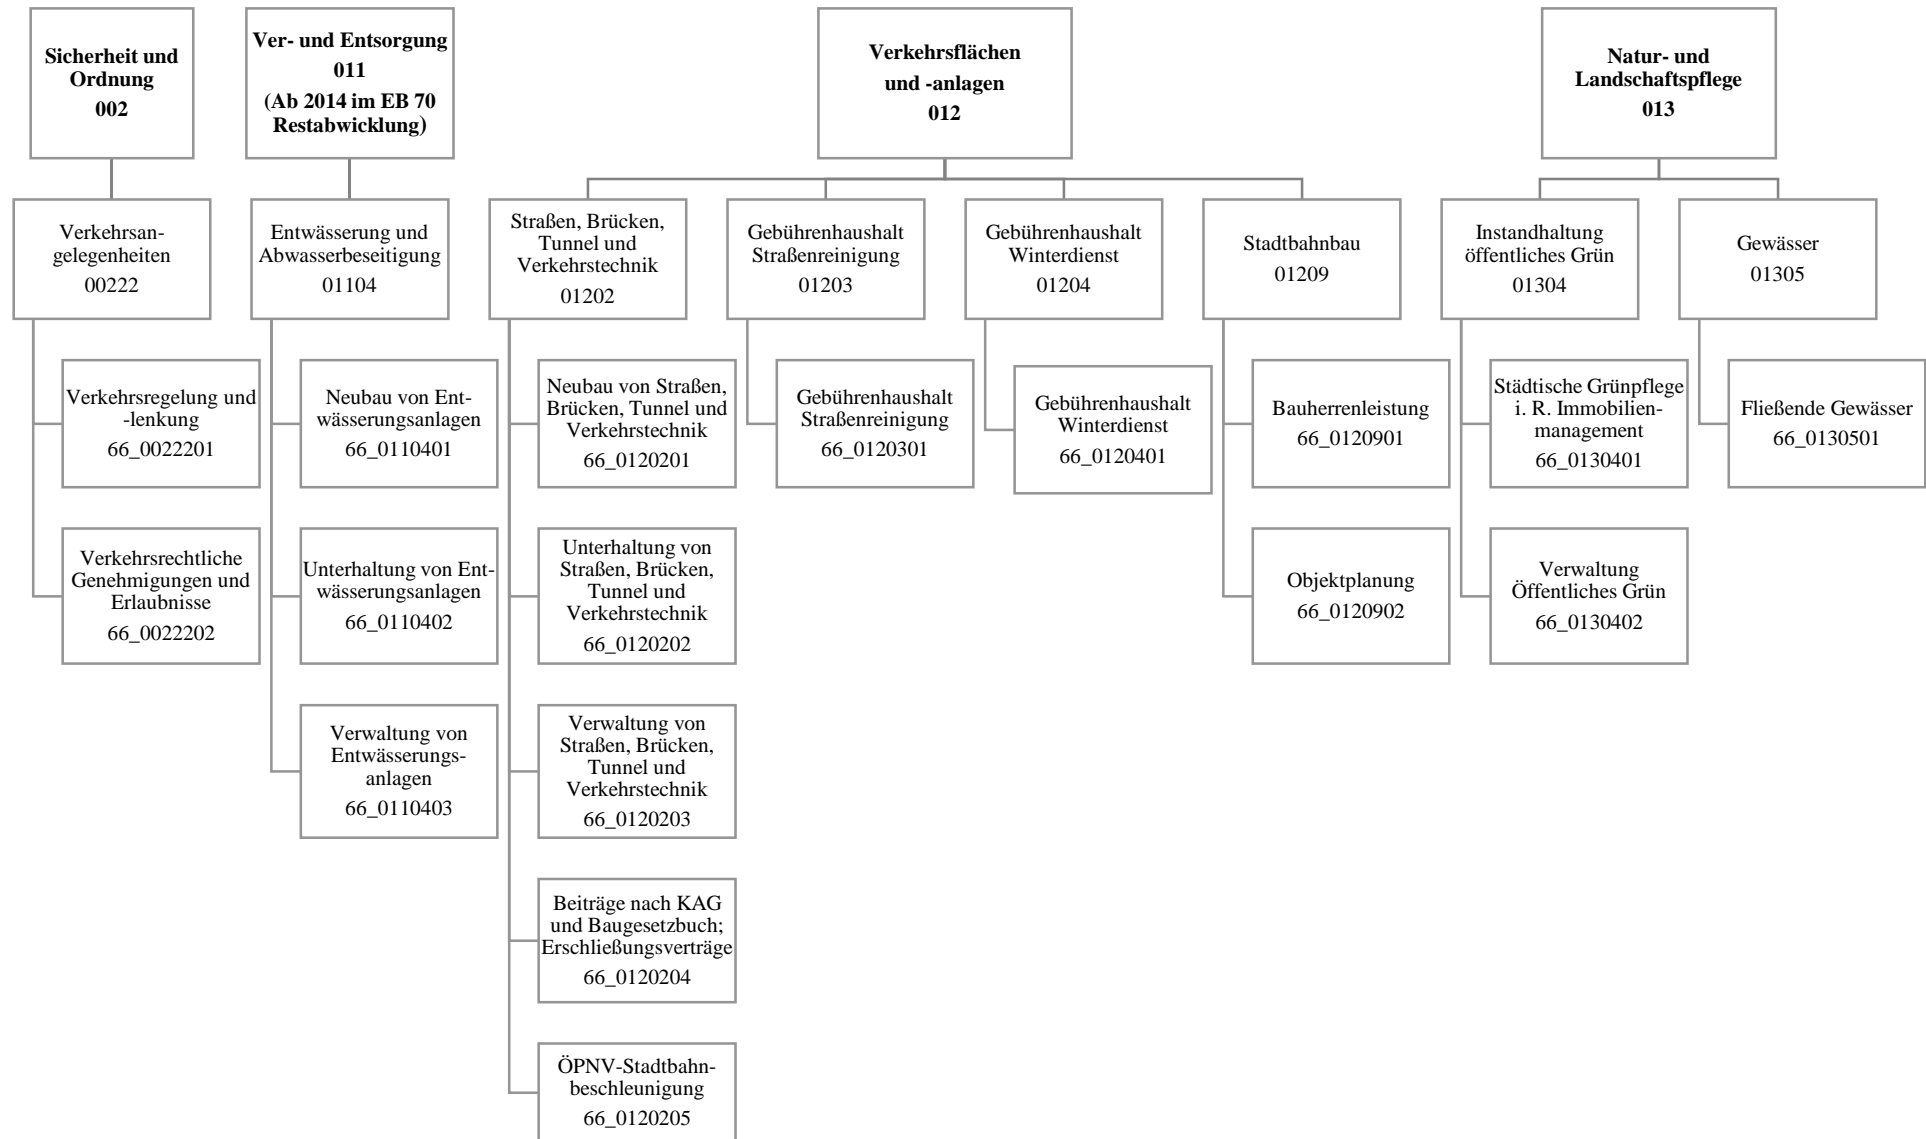 Sicherheit und
Ordnung
002
Ver- und Entsorgung
011
(Ab 2014 im EB 70
Restabwicklung)
Verkehrsflächen
und -anlagen
012
Natur- und
Landschaftspflege
013
Verkehrsan-
gelegenheiten
00222
Entwässerung und
Abwasserbeseitigung
01104
Straßen, Brücken,
Tunnel und
Verkehrstechnik
01202
Gebührenhaushalt
Straßenreinigung
01203
Gebührenhaushalt
Winterdienst
01204
Stadtbahnbau
01209
Instandhaltung
öffentliches Grün
01304
Gewässer
01305
Verkehrsregelung und
-lenkung
66_0022201
Neubau von Ent-
wässerungsanlagen
66_0110401
Neubau von Straßen,
Brücken, Tunnel und
Verkehrstechnik
66_0120201
Gebührenhaushalt
Straßenreinigung
66_0120301
Gebührenhaushalt
Winterdienst
66_0120401
Bauherrenleistung
66_0120901
Städtische Grünpflege
i. R. Immobilien-
management
66_0130401
Fließende Gewässer
66_0130501
Verkehrsrechtliche
Genehmigungen und
Erlaubnisse
66_0022202
Unterhaltung von Ent-
wässerungsanlagen
66_0110402
Unterhaltung von
Straßen, Brücken,
Tunnel und
Verkehrstechnik
66_0120202
Objektplanung
66_0120902
Verwaltung
Öffentliches Grün
66_0130402
Verwaltung von
Entwässerungs-
anlagen
66_0110403
Verwaltung von
Straßen, Brücken,
Tunnel und
Verkehrstechnik
66_0120203
Beiträge nach KAG
und Baugesetzbuch;
Erschließungsverträge
66_0120204
ÖPNV-Stadtbahn-
beschleunigung
66_0120205